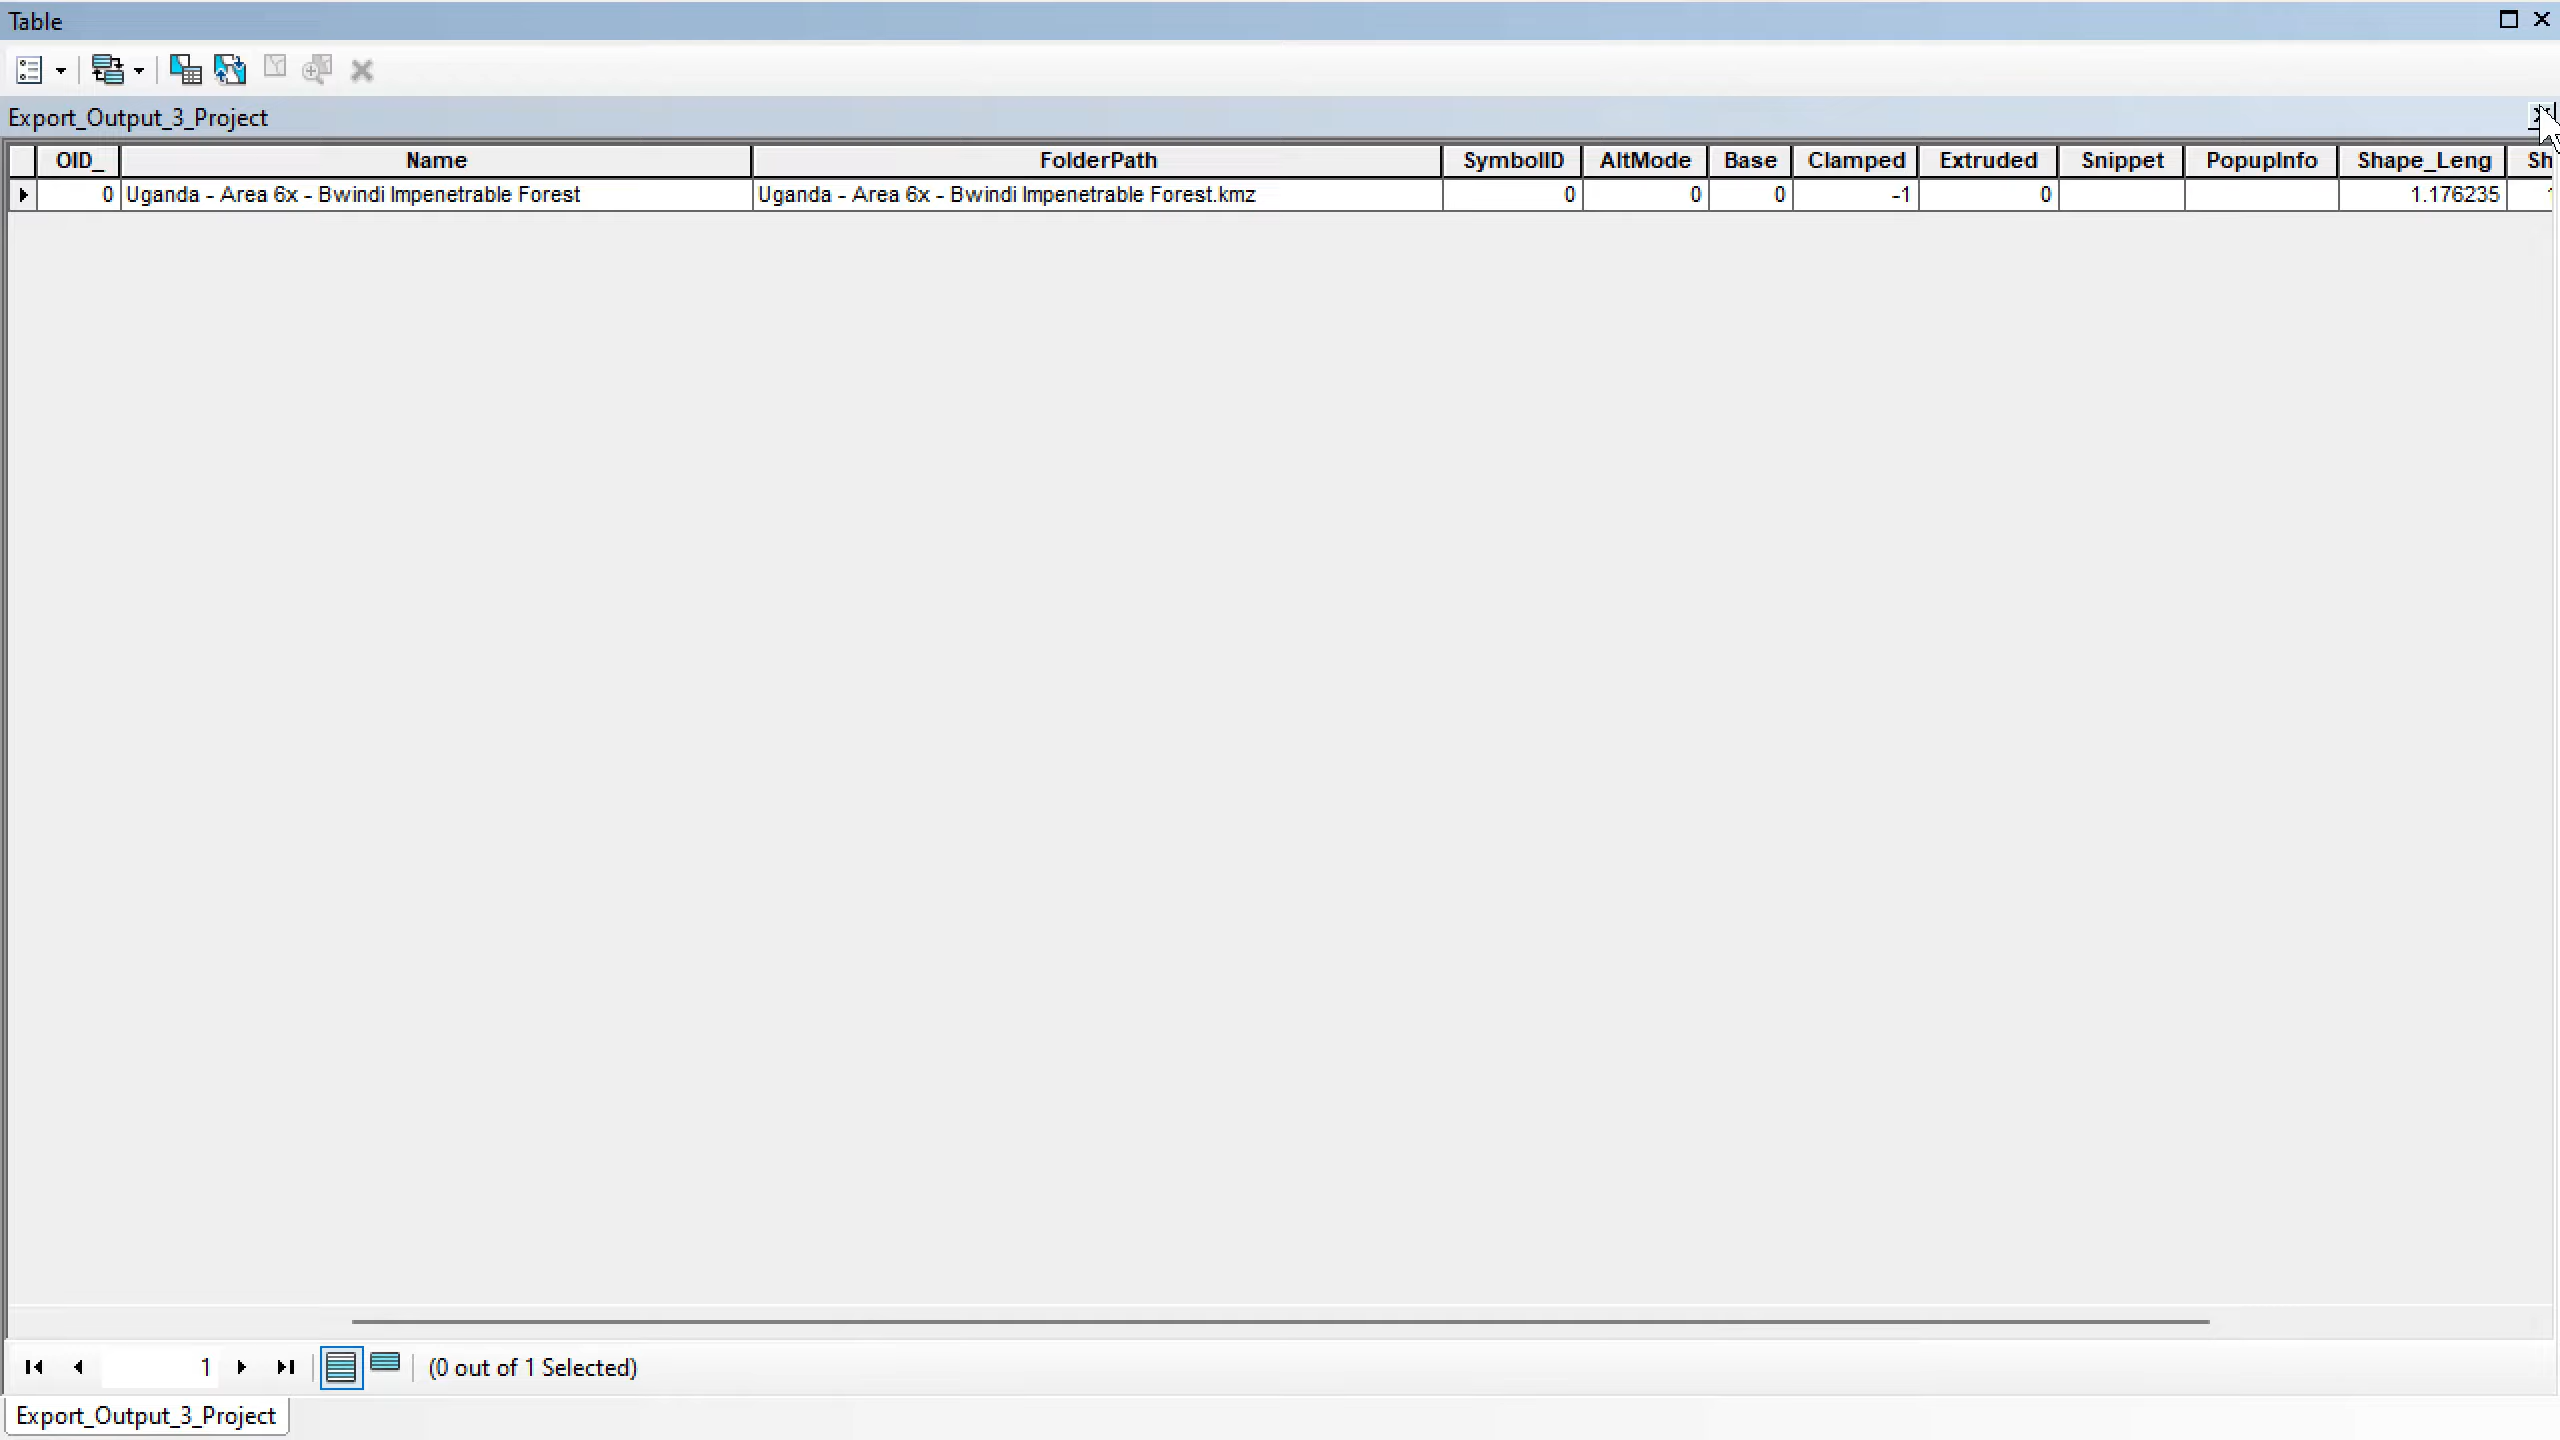 Table
Export_Output_3_Project
OID_ Name FolderPath SymbolID AltMode Base Clamped Extruded Snippet PopupInfo Shape_Leng Sh
0 Uganda - Area 6x - Bwindi Impenetrable Forest Uganda - Area 6x - Bwindi Impenetrable Forest.kmz 0 0 0 -1 0 1.176235
1 (0 out of 1 Selected)
Export_Output_3_Project